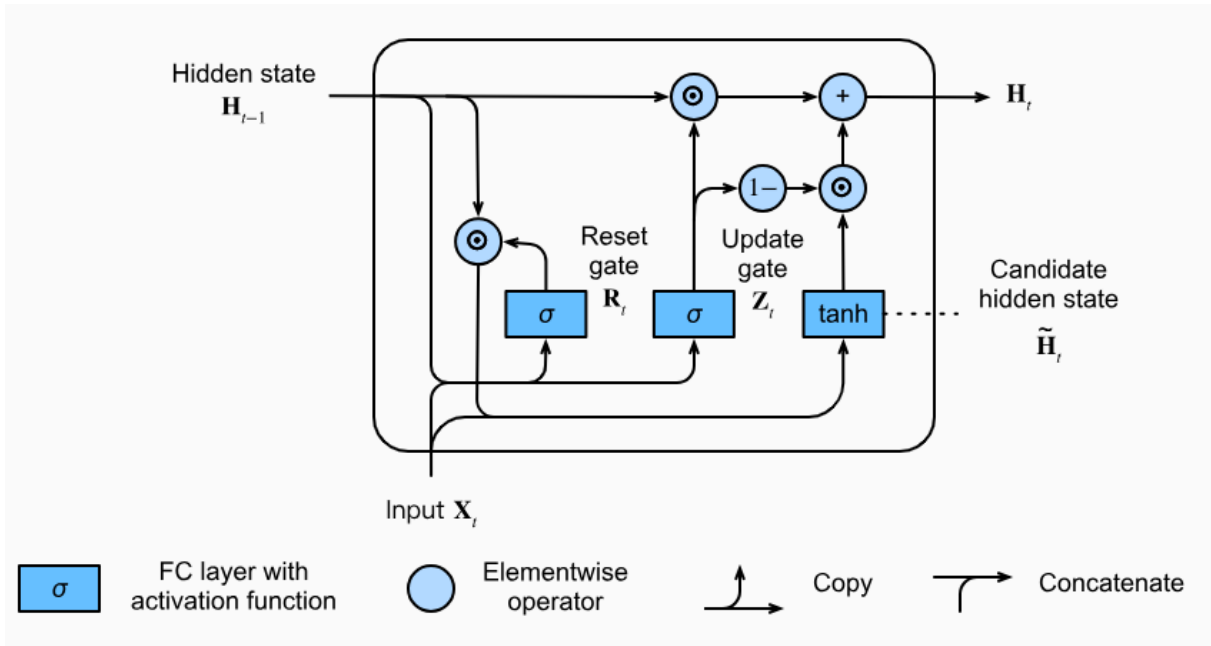 Hidden state
H_{t−1}
⊙
+
H_t
1−
⊙
⊙
Reset
gate
R_t
Update
gate
Z_t
Candidate
hidden state
H̃_t
σ
σ
tanh
Input X_t
σ
FC layer with
activation function
Elementwise
operator
Copy
Concatenate